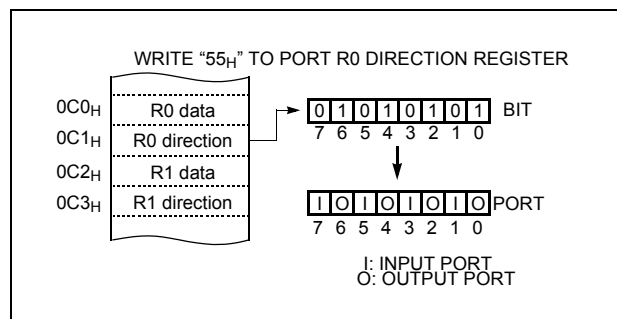 WRITE “55H” TO PORT R0 DIRECTION REGISTER
0C0H R0 data
0C1H R0 direction
0C2H R1 data
0C3H R1 direction
0 1 0 1 0 1 0 1 BIT
7 6 5 4 3 2 1 0
I O I O I O I O PORT
7 6 5 4 3 2 1 0
I: INPUT PORT
O: OUTPUT PORT